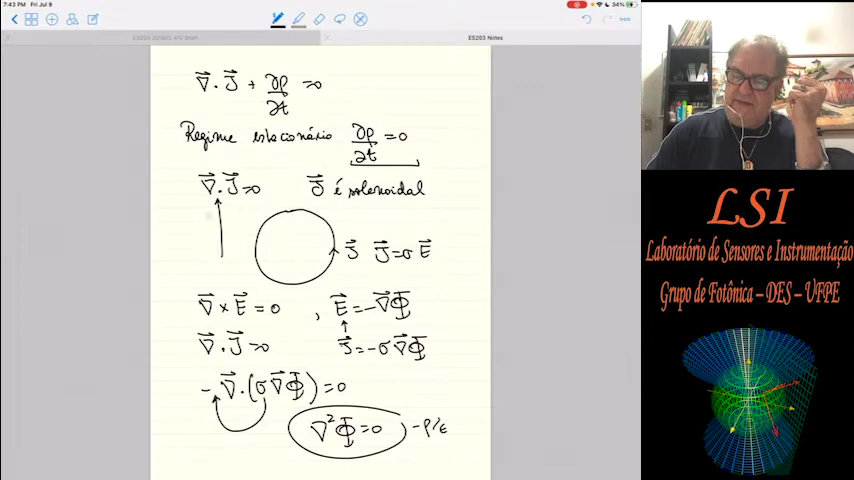 7:43 PM Fri Jul 9
34%
ES203 Notes
∇⃗ . J⃗ + ∂ρ/∂t = 0
Regime estacionário ∂ρ/∂t = 0
∇⃗ . J⃗ = 0 J⃗ é solenoidal
J⃗ J⃗ = σ E⃗
∇⃗ × E⃗ = 0 , E⃗ = -∇⃗Φ
∇⃗ . J⃗ = 0 J⃗ = -σ ∇⃗Φ
- ∇⃗ . (σ ∇⃗Φ) = 0
∇²Φ = 0 -ρ/ε
LSI
Laboratório de Sensores e Instrumentação
Grupo de Fotônica – DES – UFPE